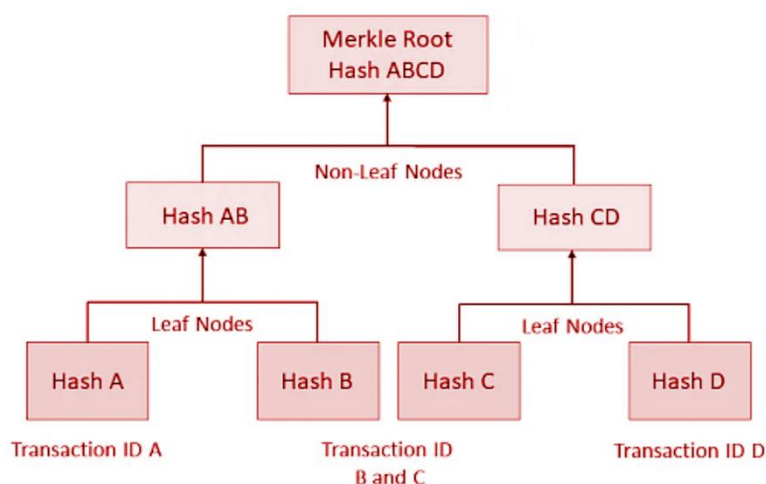 Merkle Root
Hash ABCD
Non-Leaf Nodes
Hash AB
Hash CD
Leaf Nodes
Leaf Nodes
Hash A
Hash B
Hash C
Hash D
Transaction ID A
Transaction ID
B and C
Transaction ID D